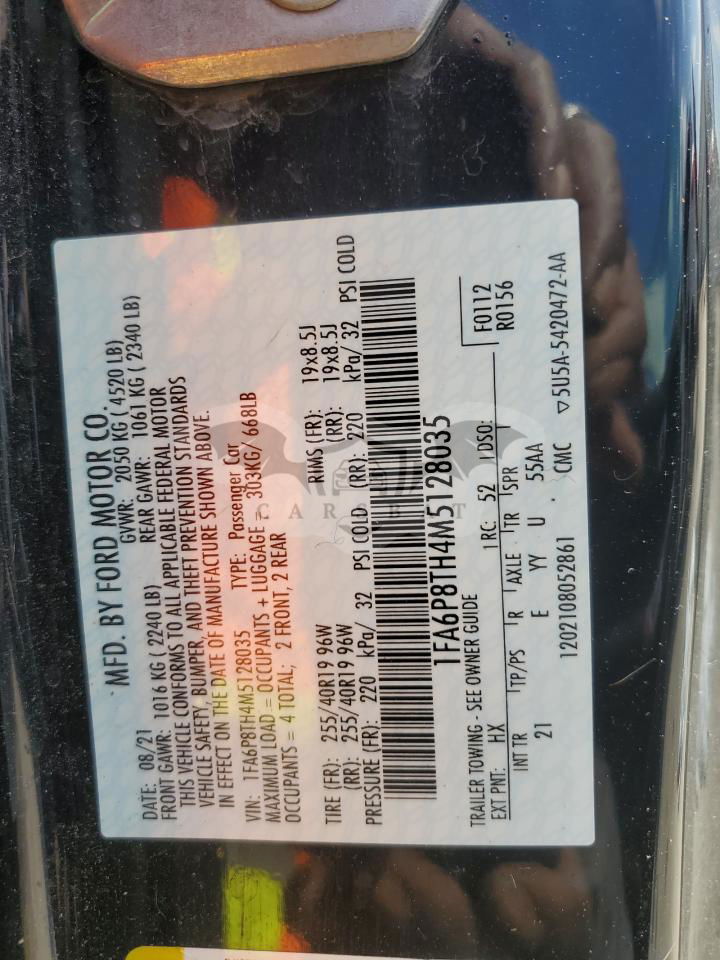 MFD. BY FORD MOTOR CO.
DATE: 08/21 GVWR: 2050 KG ( 4520 LB)
FRONT GAWR: 1016 KG ( 2240 LB) REAR GAWR: 1061 KG ( 2340 LB)
THIS VEHICLE CONFORMS TO ALL APPLICABLE FEDERAL MOTOR
VEHICLE SAFETY, BUMPER, AND THEFT PREVENTION STANDARDS
IN EFFECT ON THE DATE OF MANUFACTURE SHOWN ABOVE.
VIN: 1FA6P8TH4M5128035 TYPE: Passenger Car
MAXIMUM LOAD = OCCUPANTS + LUGGAGE = 303KG/ 668LB
OCCUPANTS = 4 TOTAL; 2 FRONT, 2 REAR
TIRE (FR): 255/40R19 96W RIMS (FR): 19x8.5J
(RR): 255/40R19 96W (RR): 19x8.5J
PRESSURE (FR): 220 kPa/ 32 PSI COLD (RR): 220 kPa/ 32 PSI COLD
CARBET
1FA6P8TH4M5128035
TRAILER TOWING - SEE OWNER GUIDE F0112
EXT PNT: HX RC: 52 DSO: R0156
INT TR TP/PS R AXLE TR SPR
21 E YY U 55AA
1202108052861 CMC ▽5U5A-5420472-AA